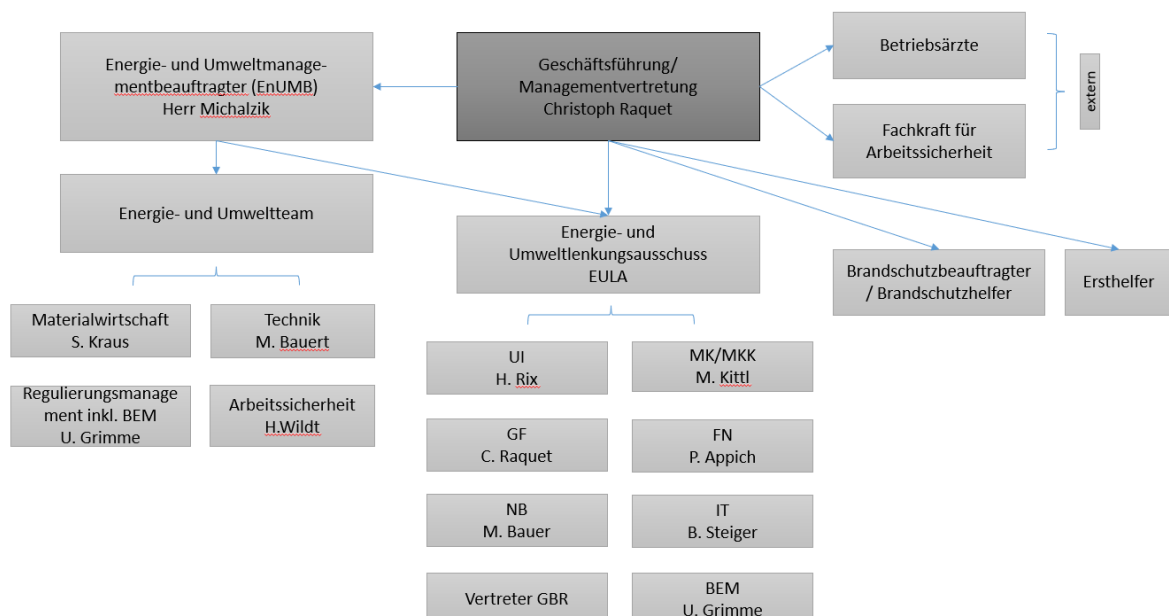 Energie- und Umweltmanage-
mentbeauftragter (EnUMB)
Herr Michalzik
Geschäftsführung/
Managementvertretung
Christoph Raquet
Betriebsärzte
Fachkraft für
Arbeitssicherheit
extern
Energie- und Umweltteam
Energie- und
Umweltlenkungsausschuss
EULA
Brandschutzbeauftragter
/ Brandschutzhelfer
Ersthelfer
Materialwirtschaft
S. Kraus
Technik
M. Bauert
Regulierungsmanage
ment inkl. BEM
U. Grimme
Arbeitssicherheit
H.Wildt
UI
H. Rix
MK/MKK
M. Kittl
GF
C. Raquet
FN
P. Appich
NB
M. Bauer
IT
B. Steiger
Vertreter GBR
BEM
U. Grimme